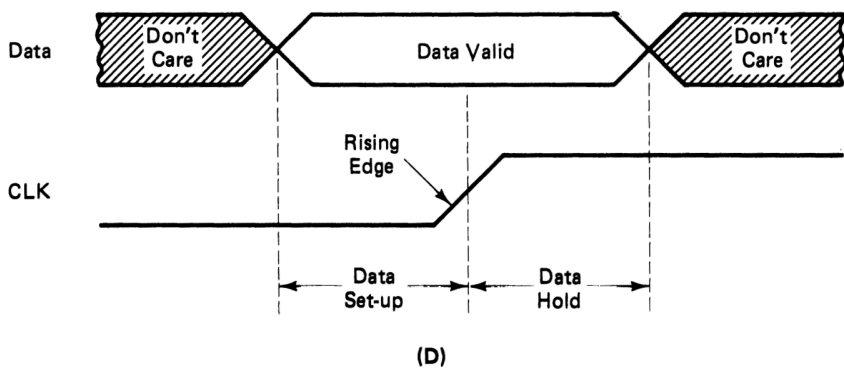 Data
Don't
Care
Data Valid
Don't
Care
Rising
Edge
CLK
Data
Set-up
Data
Hold
(D)